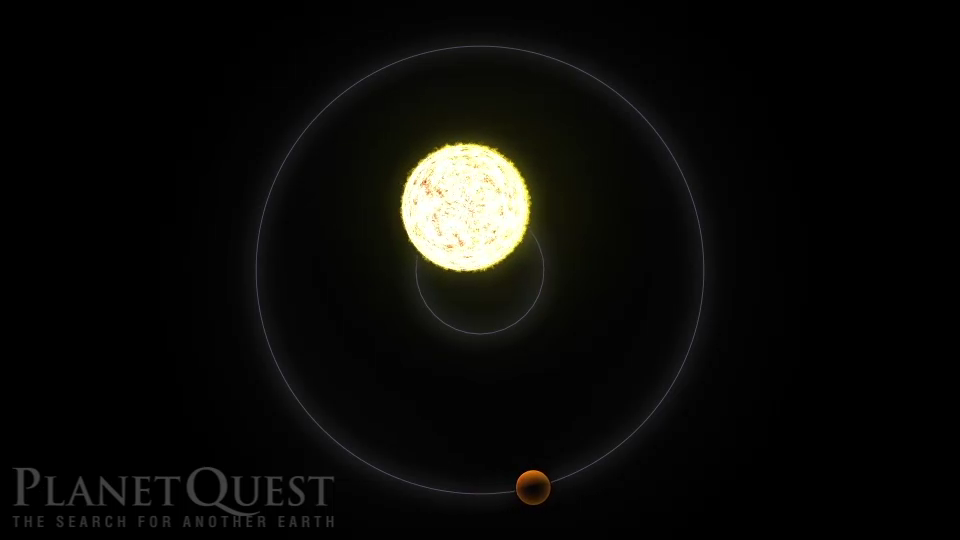 PLANETQUEST
THE SEARCH FOR ANOTHER EARTH